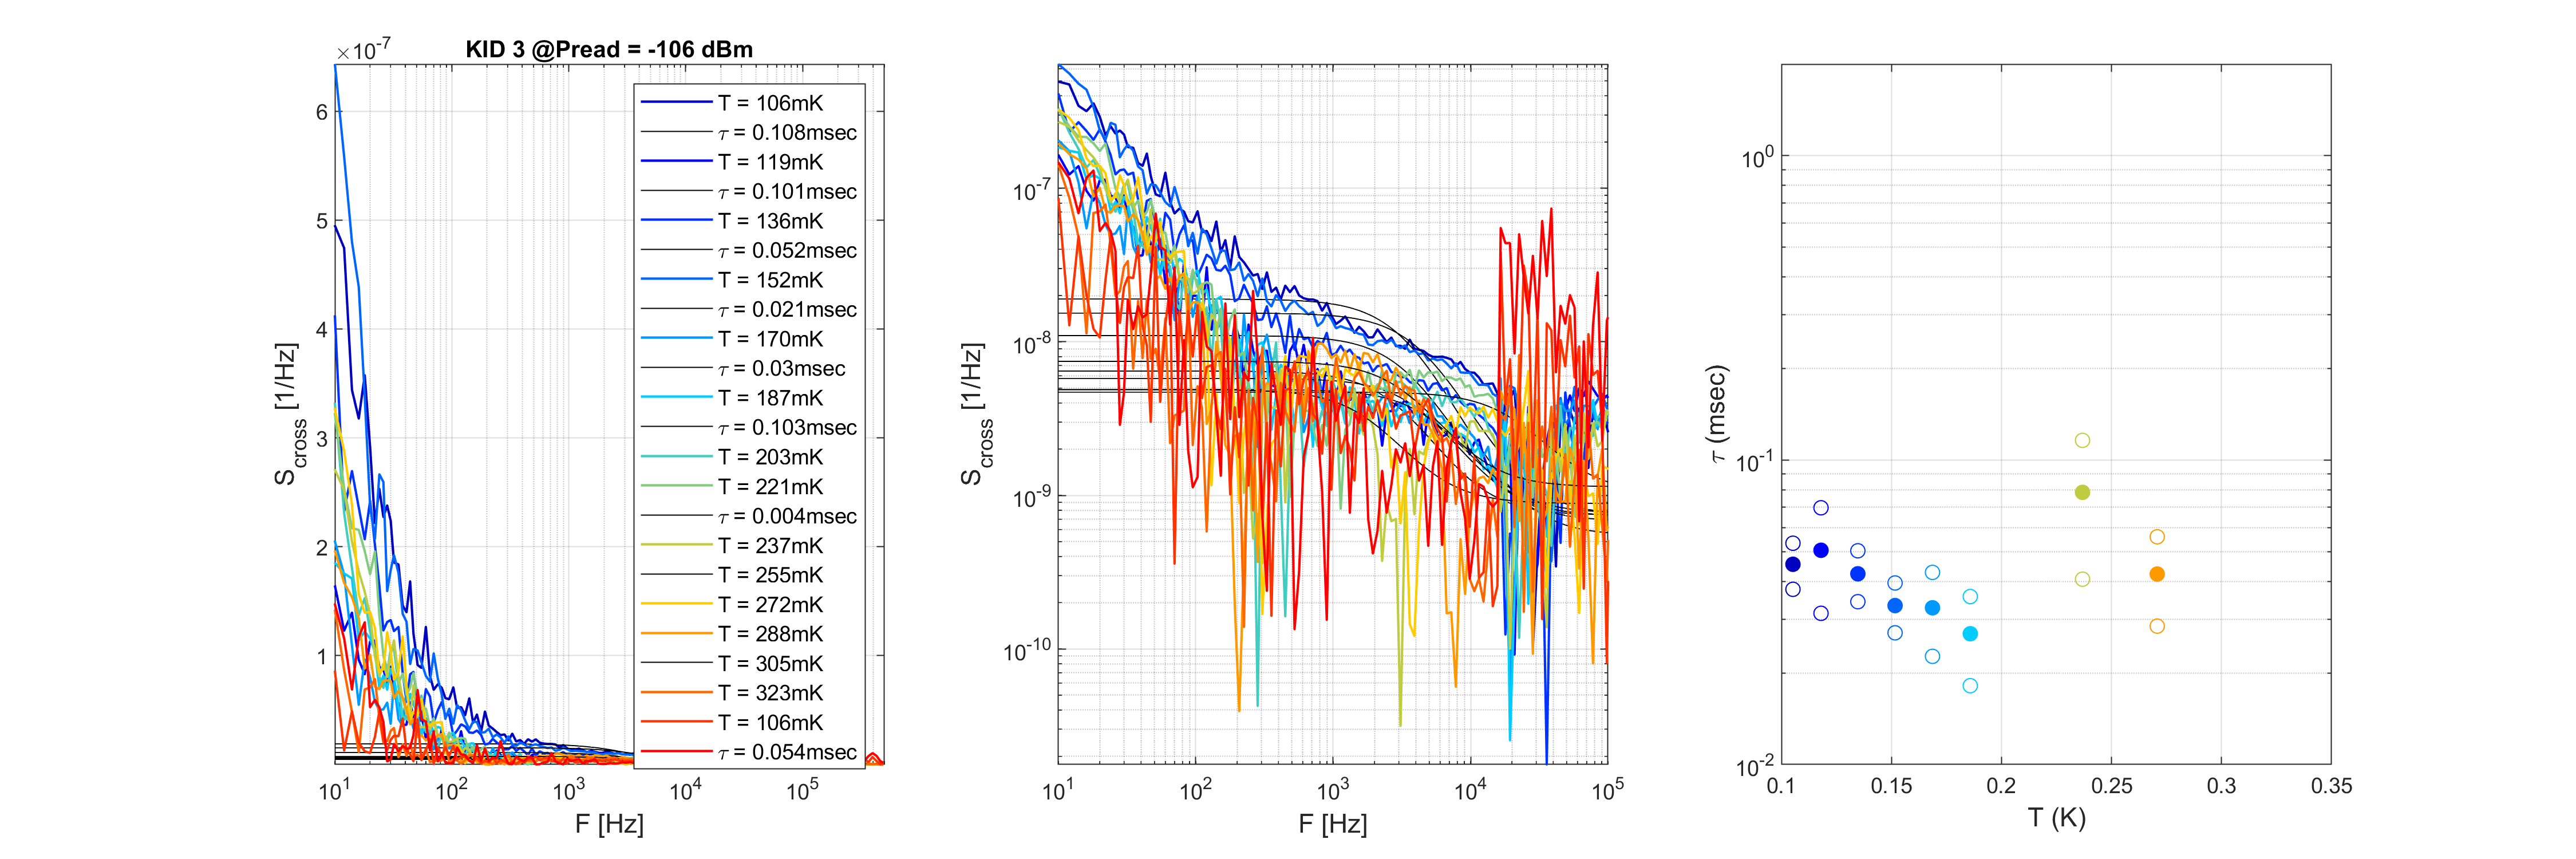 KID 3 @Pread = -106 dBm
×10⁻⁷
6
5
4
3
2
1
S_cross [1/Hz]
10¹
10²
10³
10⁴
10⁵
F [Hz]
T = 106mK
τ = 0.108msec
T = 119mK
τ = 0.101msec
T = 136mK
τ = 0.052msec
T = 152mK
τ = 0.021msec
T = 170mK
τ = 0.03msec
T = 187mK
τ = 0.103msec
T = 203mK
T = 221mK
τ = 0.004msec
T = 237mK
T = 255mK
T = 272mK
T = 288mK
T = 305mK
T = 323mK
T = 106mK
τ = 0.054msec
10⁻⁷
10⁻⁸
10⁻⁹
10⁻¹⁰
S_cross [1/Hz]
10¹
10²
10³
10⁴
10⁵
F [Hz]
10⁰
10⁻¹
10⁻²
τ (msec)
0.1
0.15
0.2
0.25
0.3
0.35
T (K)